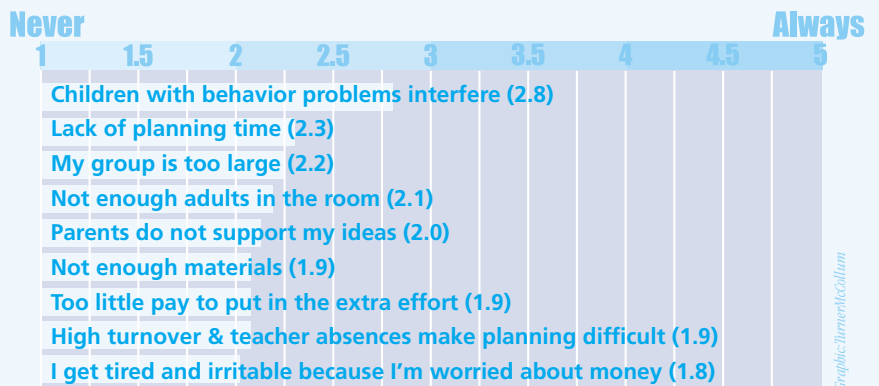 Never Always
1 1.5 2 2.5 3 3.5 4 4.5 5
Children with behavior problems interfere (2.8)
Lack of planning time (2.3)
My group is too large (2.2)
Not enough adults in the room (2.1)
Parents do not support my ideas (2.0)
Not enough materials (1.9)
Too little pay to put in the extra effort (1.9)
High turnover & teacher absences make planning difficult (1.9)
I get tired and irritable because I’m worried about money (1.8)
Graphic:TurnerMcCollum